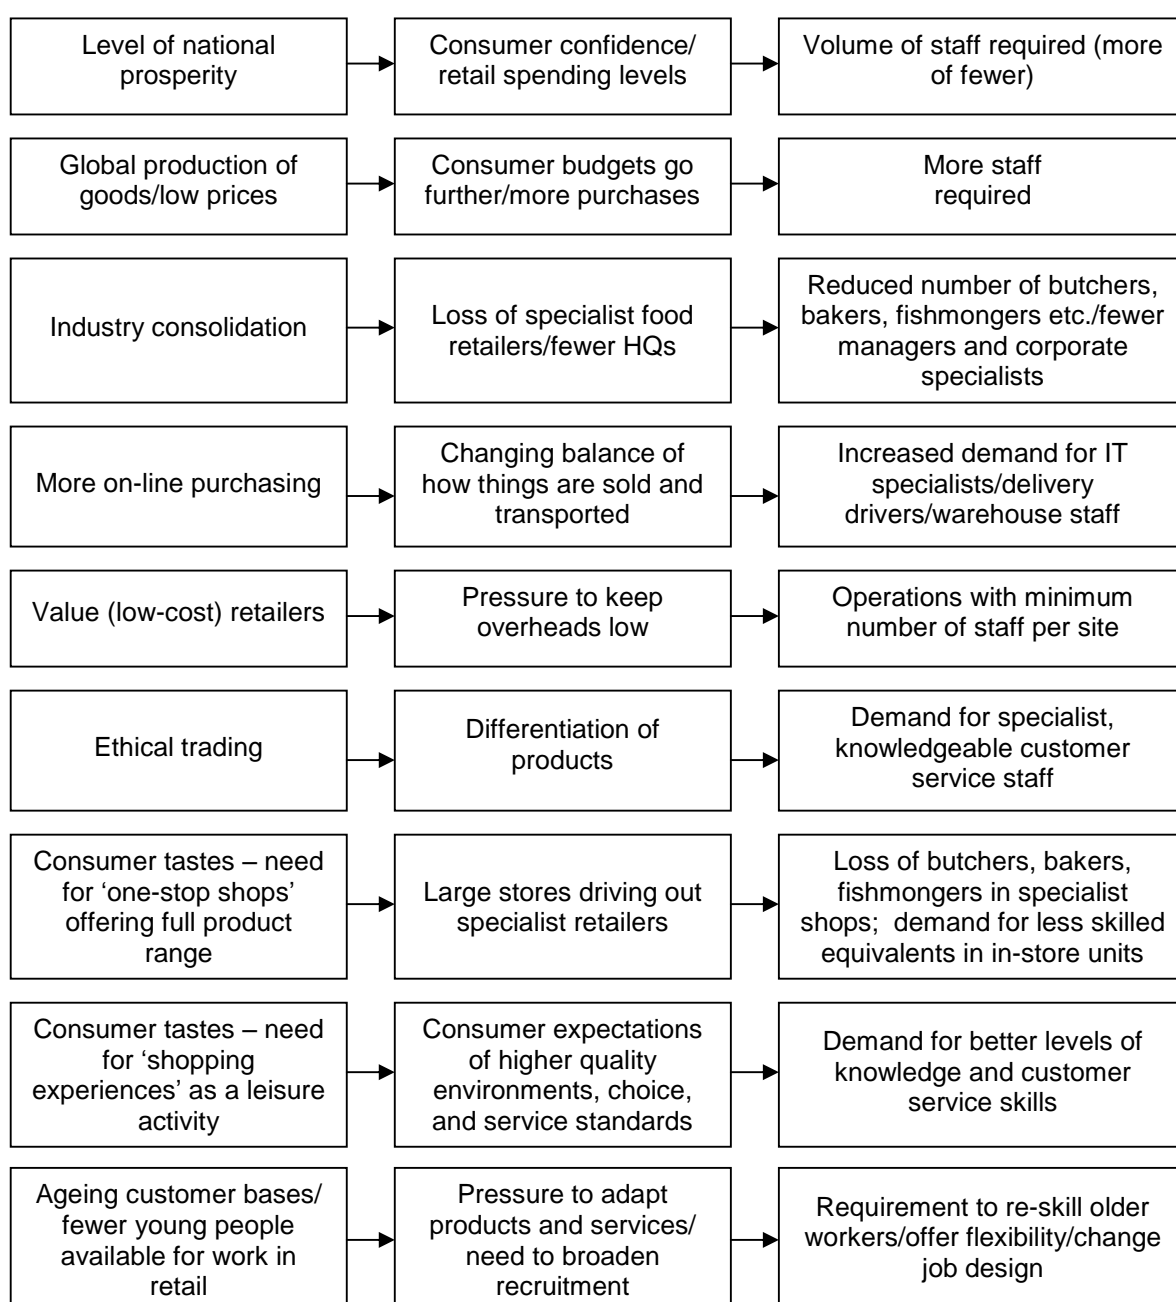 Level of national
prosperity
Consumer confidence/
retail spending levels
Volume of staff required (more
of fewer)
Global production of
goods/low prices
Consumer budgets go
further/more purchases
More staff
required
Industry consolidation
Loss of specialist food
retailers/fewer HQs
Reduced number of butchers,
bakers, fishmongers etc./fewer
managers and corporate
specialists
More on-line purchasing
Changing balance of
how things are sold and
transported
Increased demand for IT
specialists/delivery
drivers/warehouse staff
Value (low-cost) retailers
Pressure to keep
overheads low
Operations with minimum
number of staff per site
Ethical trading
Differentiation of
products
Demand for specialist,
knowledgeable customer
service staff
Consumer tastes – need
for ‘one-stop shops’
offering full product
range
Large stores driving out
specialist retailers
Loss of butchers, bakers,
fishmongers in specialist
shops; demand for less skilled
equivalents in in-store units
Consumer tastes – need
for ‘shopping
experiences’ as a leisure
activity
Consumer expectations
of higher quality
environments, choice,
and service standards
Demand for better levels of
knowledge and customer
service skills
Ageing customer bases/
fewer young people
available for work in
retail
Pressure to adapt
products and services/
need to broaden
recruitment
Requirement to re-skill older
workers/offer flexibility/change
job design